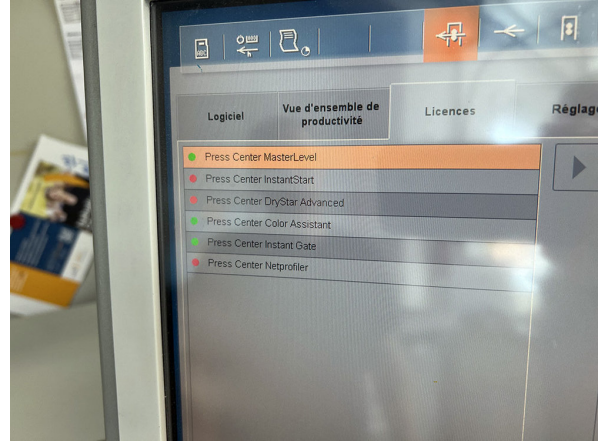 Logiciel
Vue d'ensemble de
productivité
Licences
Réglage
Press Center MasterLevel
Press Center InstantStart
Press Center DryStar Advanced
Press Center Color Assistant
Press Center Instant Gate
Press Center Netprofiler